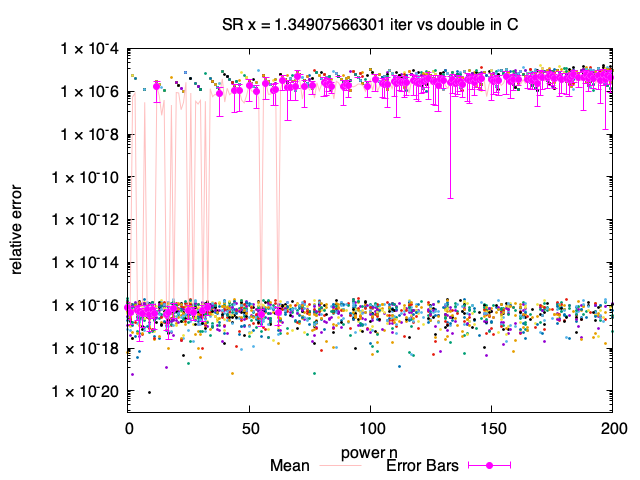 SR x = 1.34907566301 iter vs double in C
1 × 10⁻⁴
1 × 10⁻⁶
1 × 10⁻⁸
1 × 10⁻¹⁰
1 × 10⁻¹²
1 × 10⁻¹⁴
1 × 10⁻¹⁶
1 × 10⁻¹⁸
1 × 10⁻²⁰
relative error
0 50 100 150 200
power n
Mean Error Bars